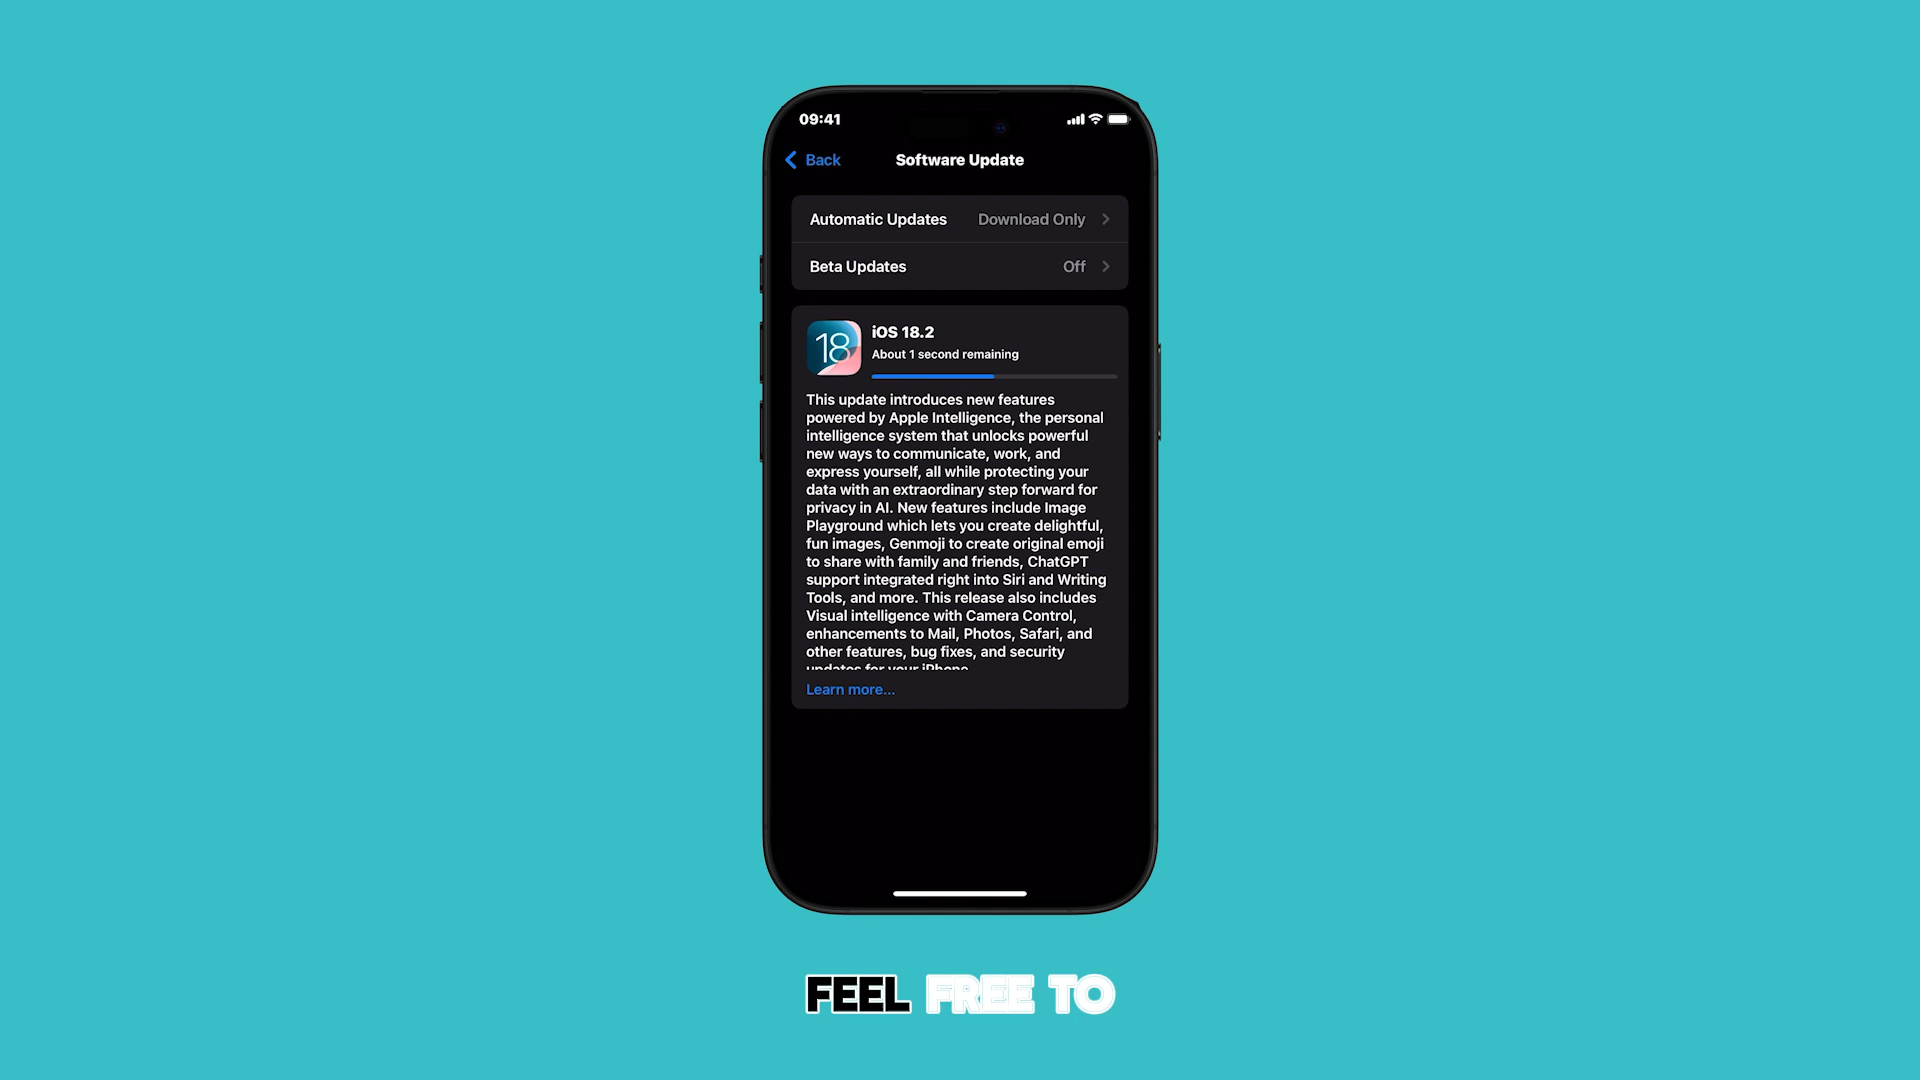 09:41
Back
Software Update
Automatic Updates Download Only
Beta Updates Off
18
iOS 18.2
About 1 second remaining
This update introduces new features
powered by Apple Intelligence, the personal
intelligence system that unlocks powerful
new ways to communicate, work, and
express yourself, all while protecting your
data with an extraordinary step forward for
privacy in AI. New features include Image
Playground which lets you create delightful,
fun images, Genmoji to create original emoji
to share with family and friends, ChatGPT
support integrated right into Siri and Writing
Tools, and more. This release also includes
Visual intelligence with Camera Control,
enhancements to Mail, Photos, Safari, and
other features, bug fixes, and security
updates for your iPhone.
Learn more...
FEEL FREE TO